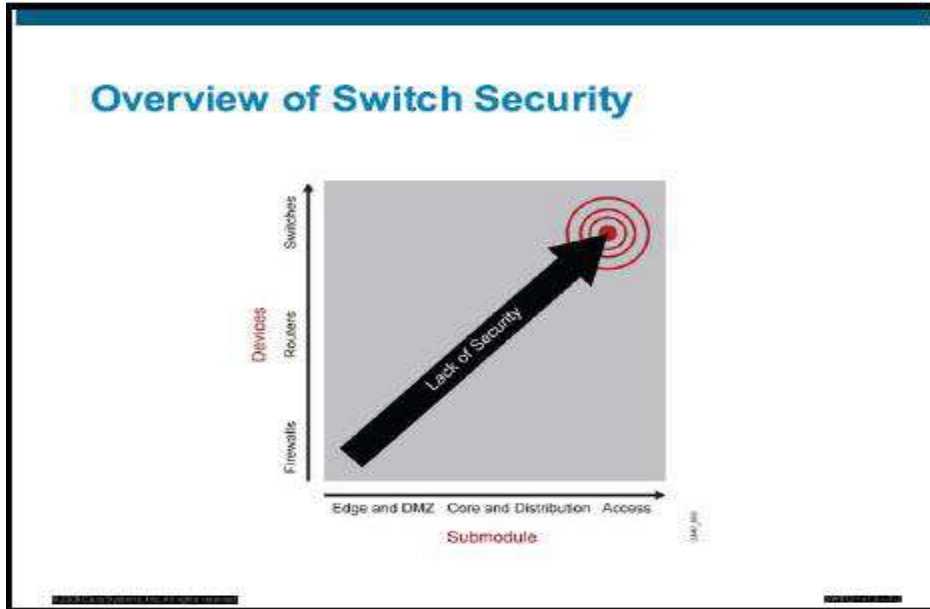 Overview of Switch Security
Switches
Routers
Firewalls
Devices
Lack of Security
Edge and DMZ Core and Distribution Access
Submodule